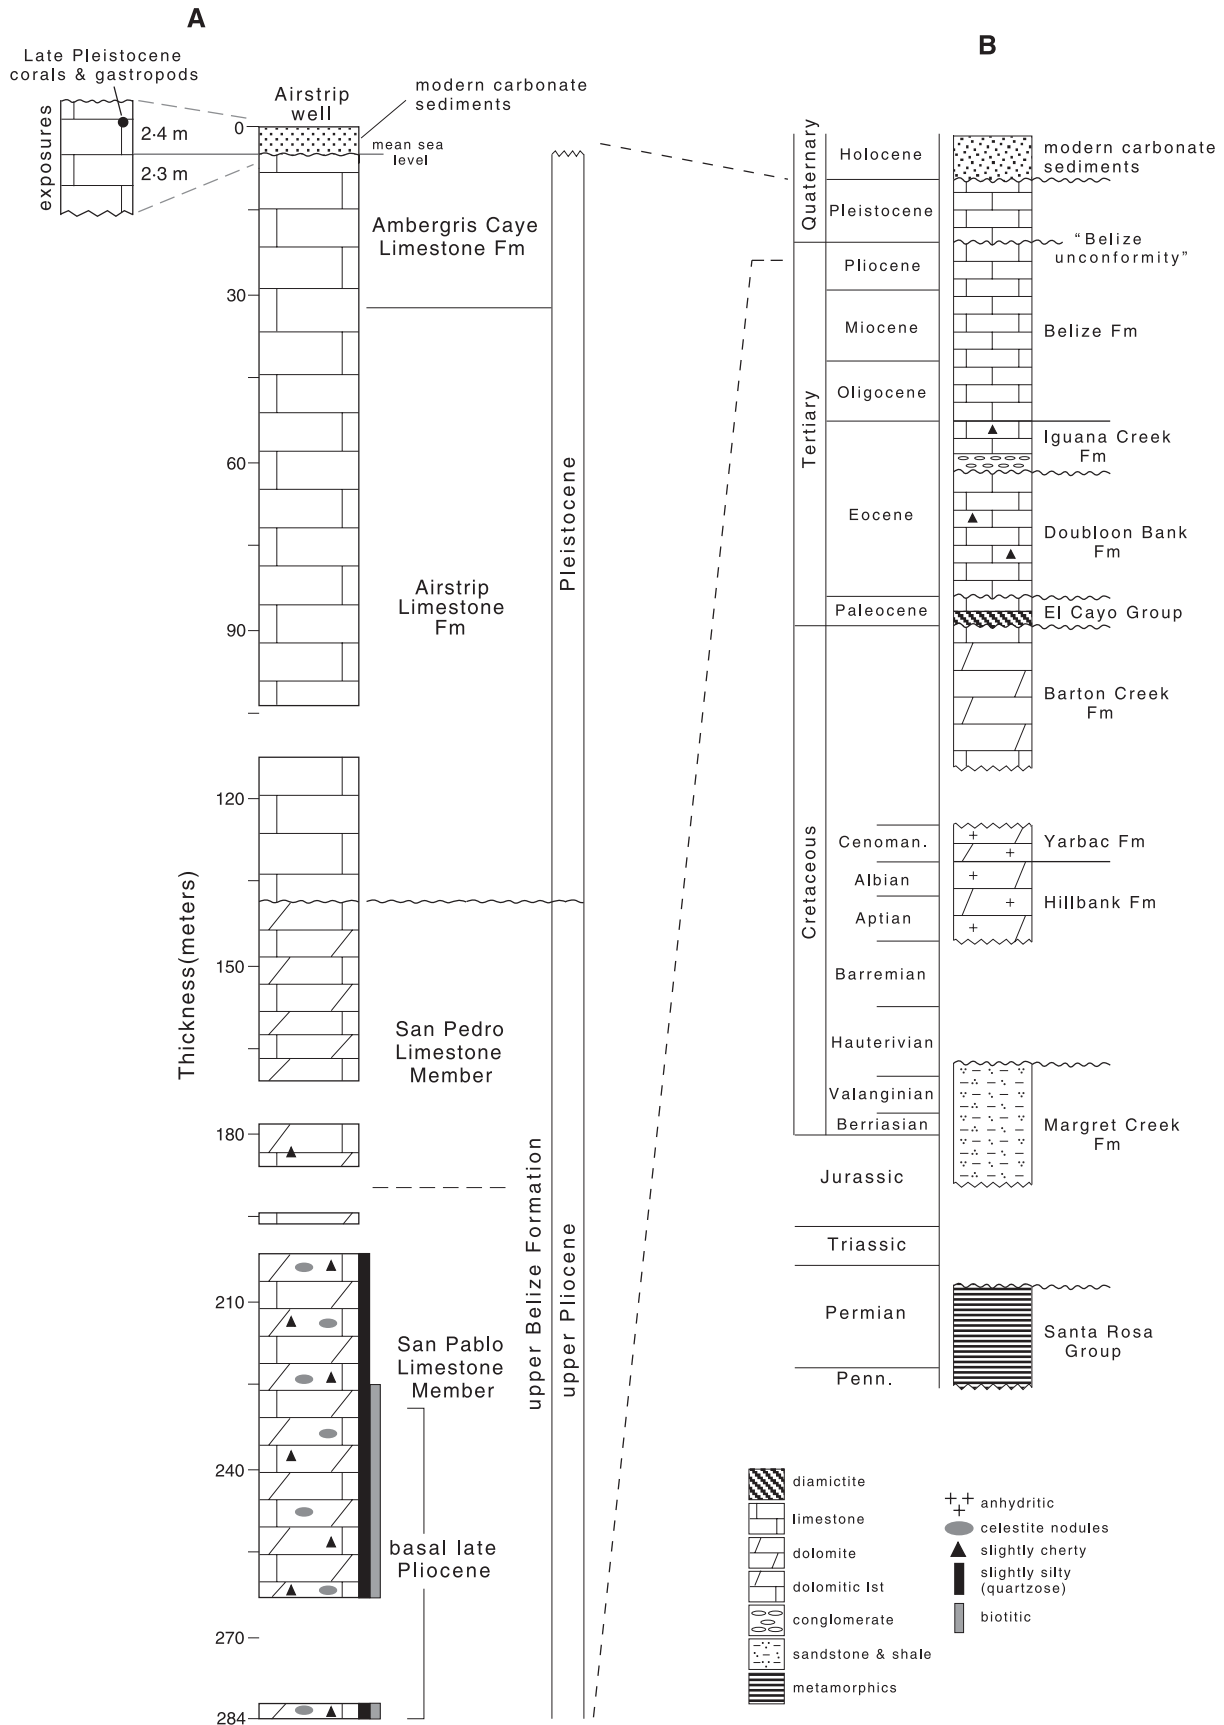 A
Late Pleistocene
corals & gastropods
exposures
2·4 m
2·3 m
Airstrip
well
modern carbonate
sediments
mean sea
level
Thickness(meters)
0
30
60
90
120
150
180
210
240
270
284
Ambergris Caye
Limestone Fm
Airstrip
Limestone
Fm
San Pedro
Limestone
Member
San Pablo
Limestone
Member
basal late
Pliocene
upper Belize Formation
Pleistocene
upper Pliocene
B
Quaternary
Tertiary
Cretaceous
Holocene
Pleistocene
Pliocene
Miocene
Oligocene
Eocene
Paleocene
Cenoman.
Albian
Aptian
Barremian
Hauterivian
Valanginian
Berriasian
Jurassic
Triassic
Permian
Penn.
modern carbonate
sediments
“Belize
unconformity”
Belize Fm
Iguana Creek
Fm
Doubloon Bank
Fm
El Cayo Group
Barton Creek
Fm
Yarbac Fm
Hillbank Fm
Margret Creek
Fm
Santa Rosa
Group
diamictite
limestone
dolomite
dolomitic lst
conglomerate
sandstone & shale
metamorphics
anhydritic
celestite nodules
slightly cherty
slightly silty
(quartzose)
biotitic